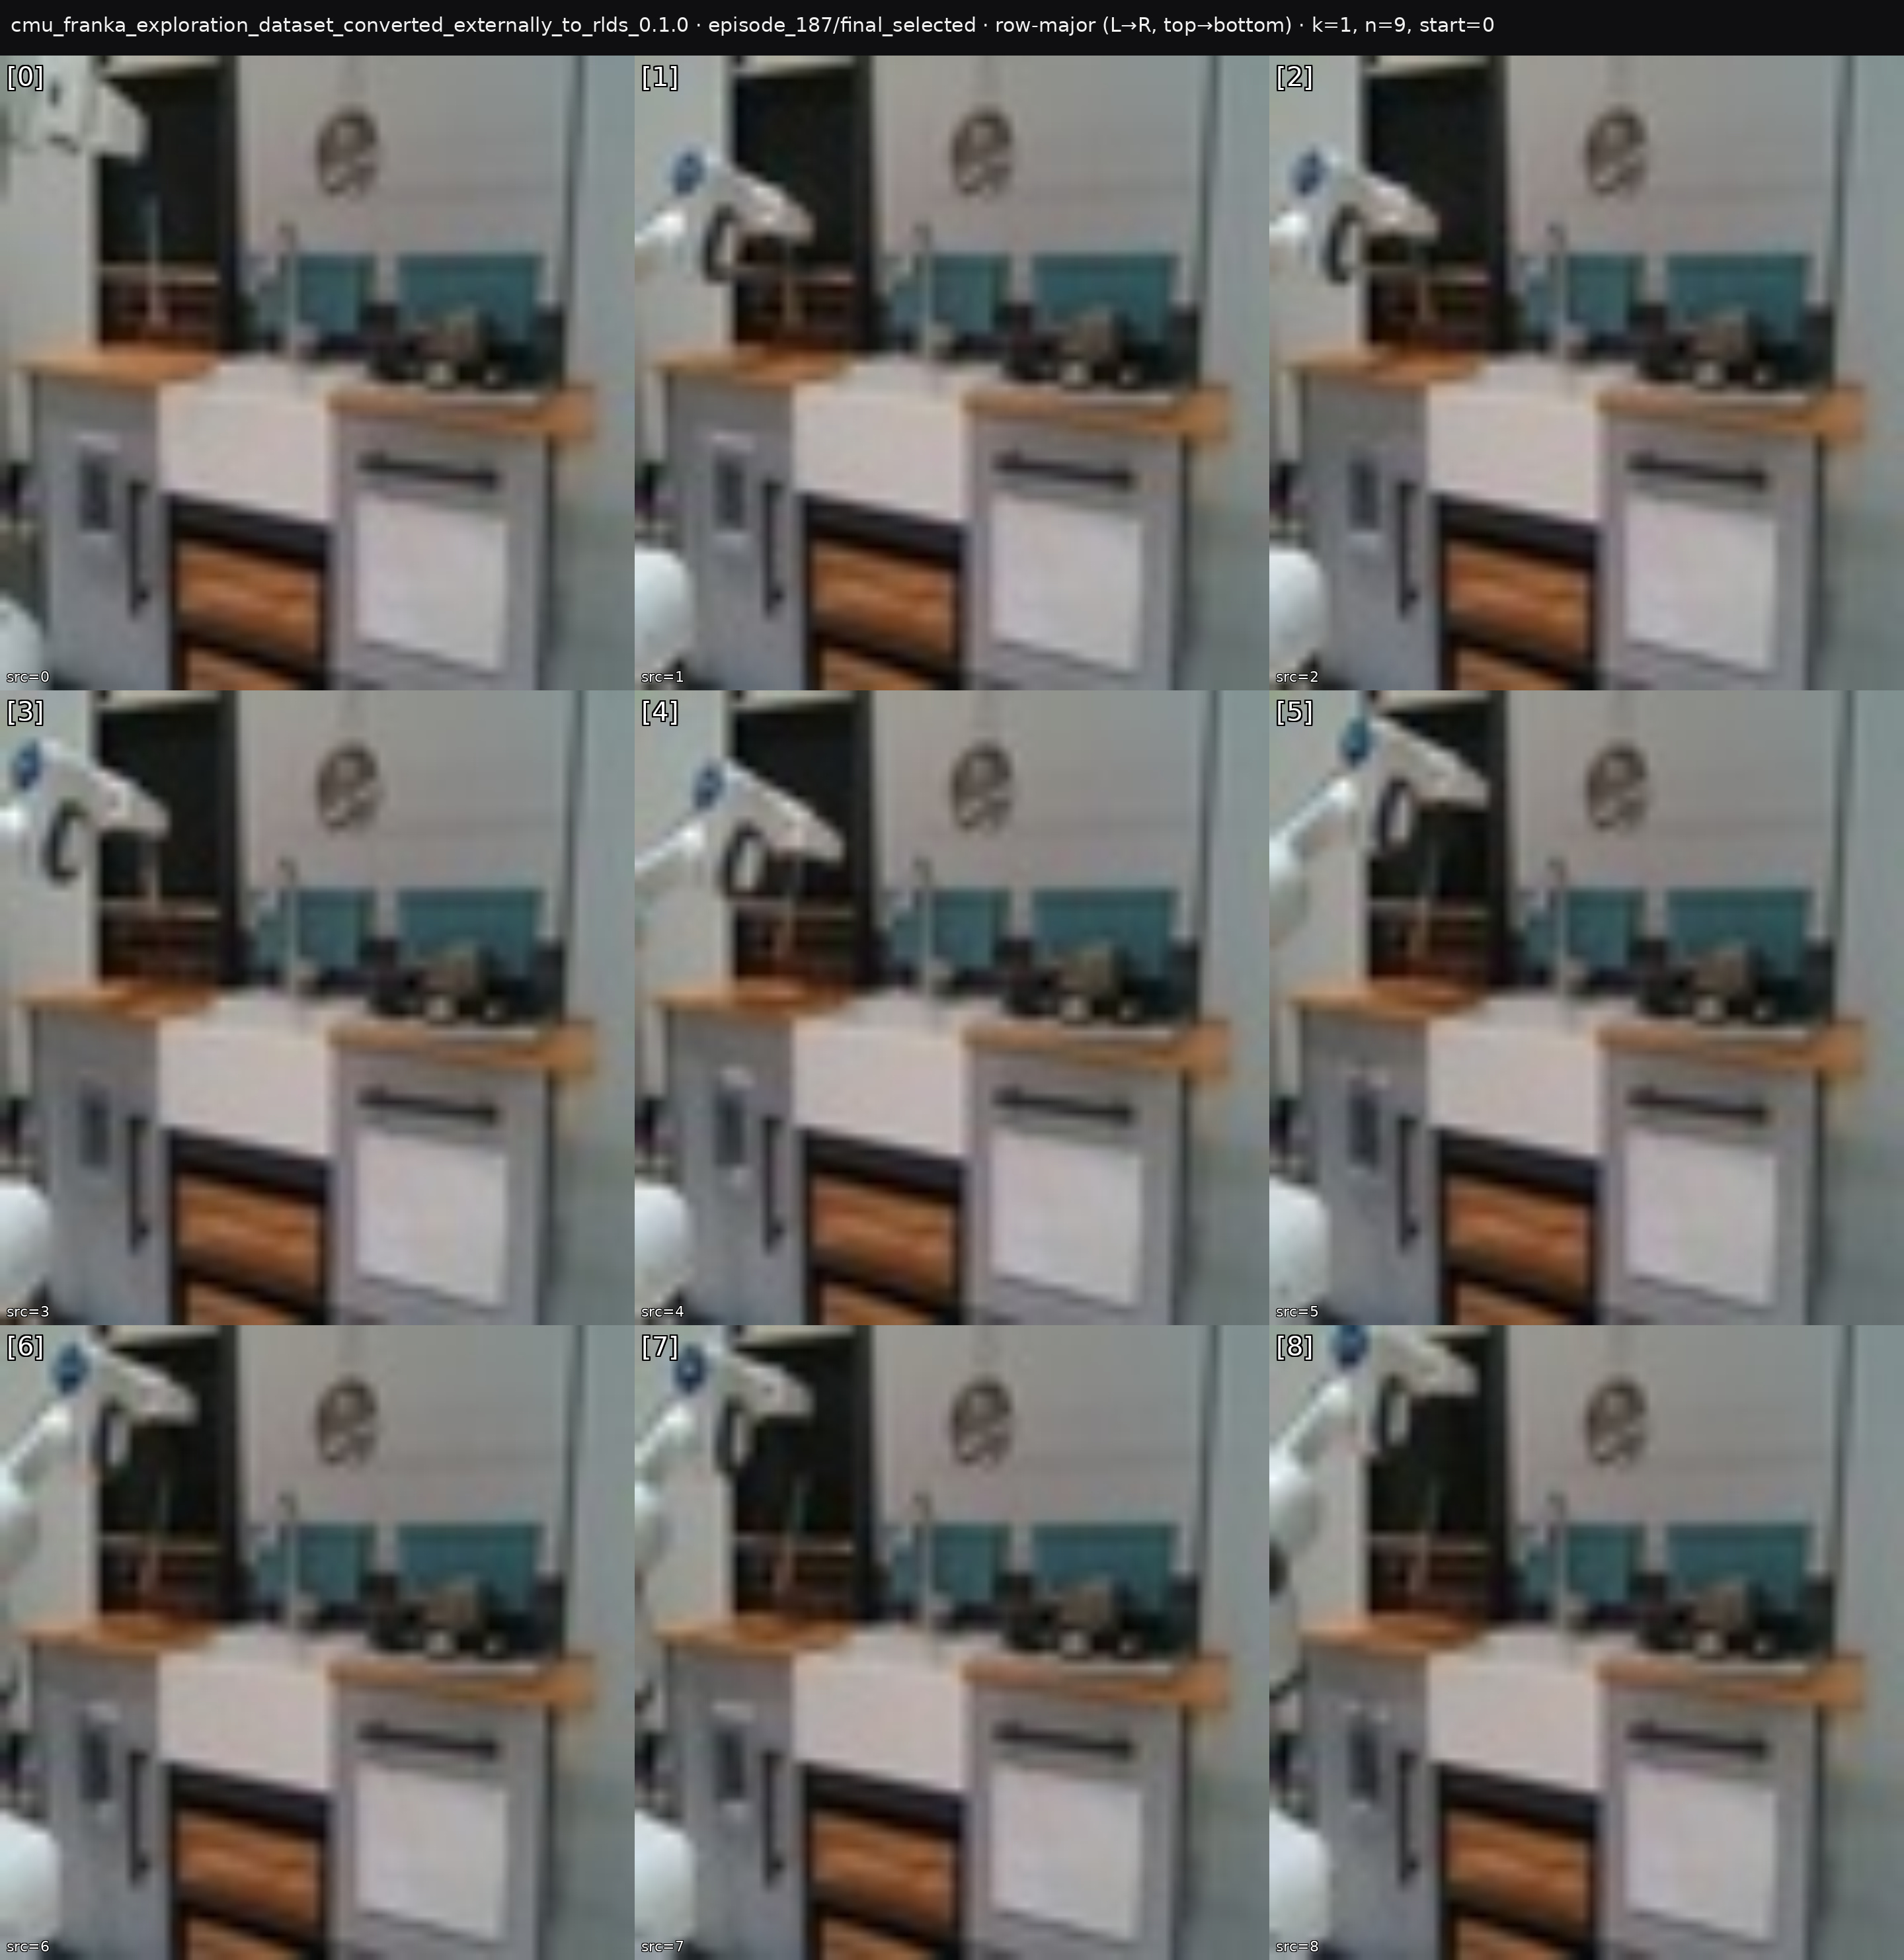 cmu_franka_exploration_dataset_converted_externally_to_rlds_0.1.0 · episode_187/final_selected · row-major (L→R, top→bottom) · k=1, n=9, start=0
[0]
[1]
[2]
src=0
src=1
src=2
[3]
[4]
[5]
src=3
src=4
src=5
[6]
[7]
[8]
src=6
src=7
src=8